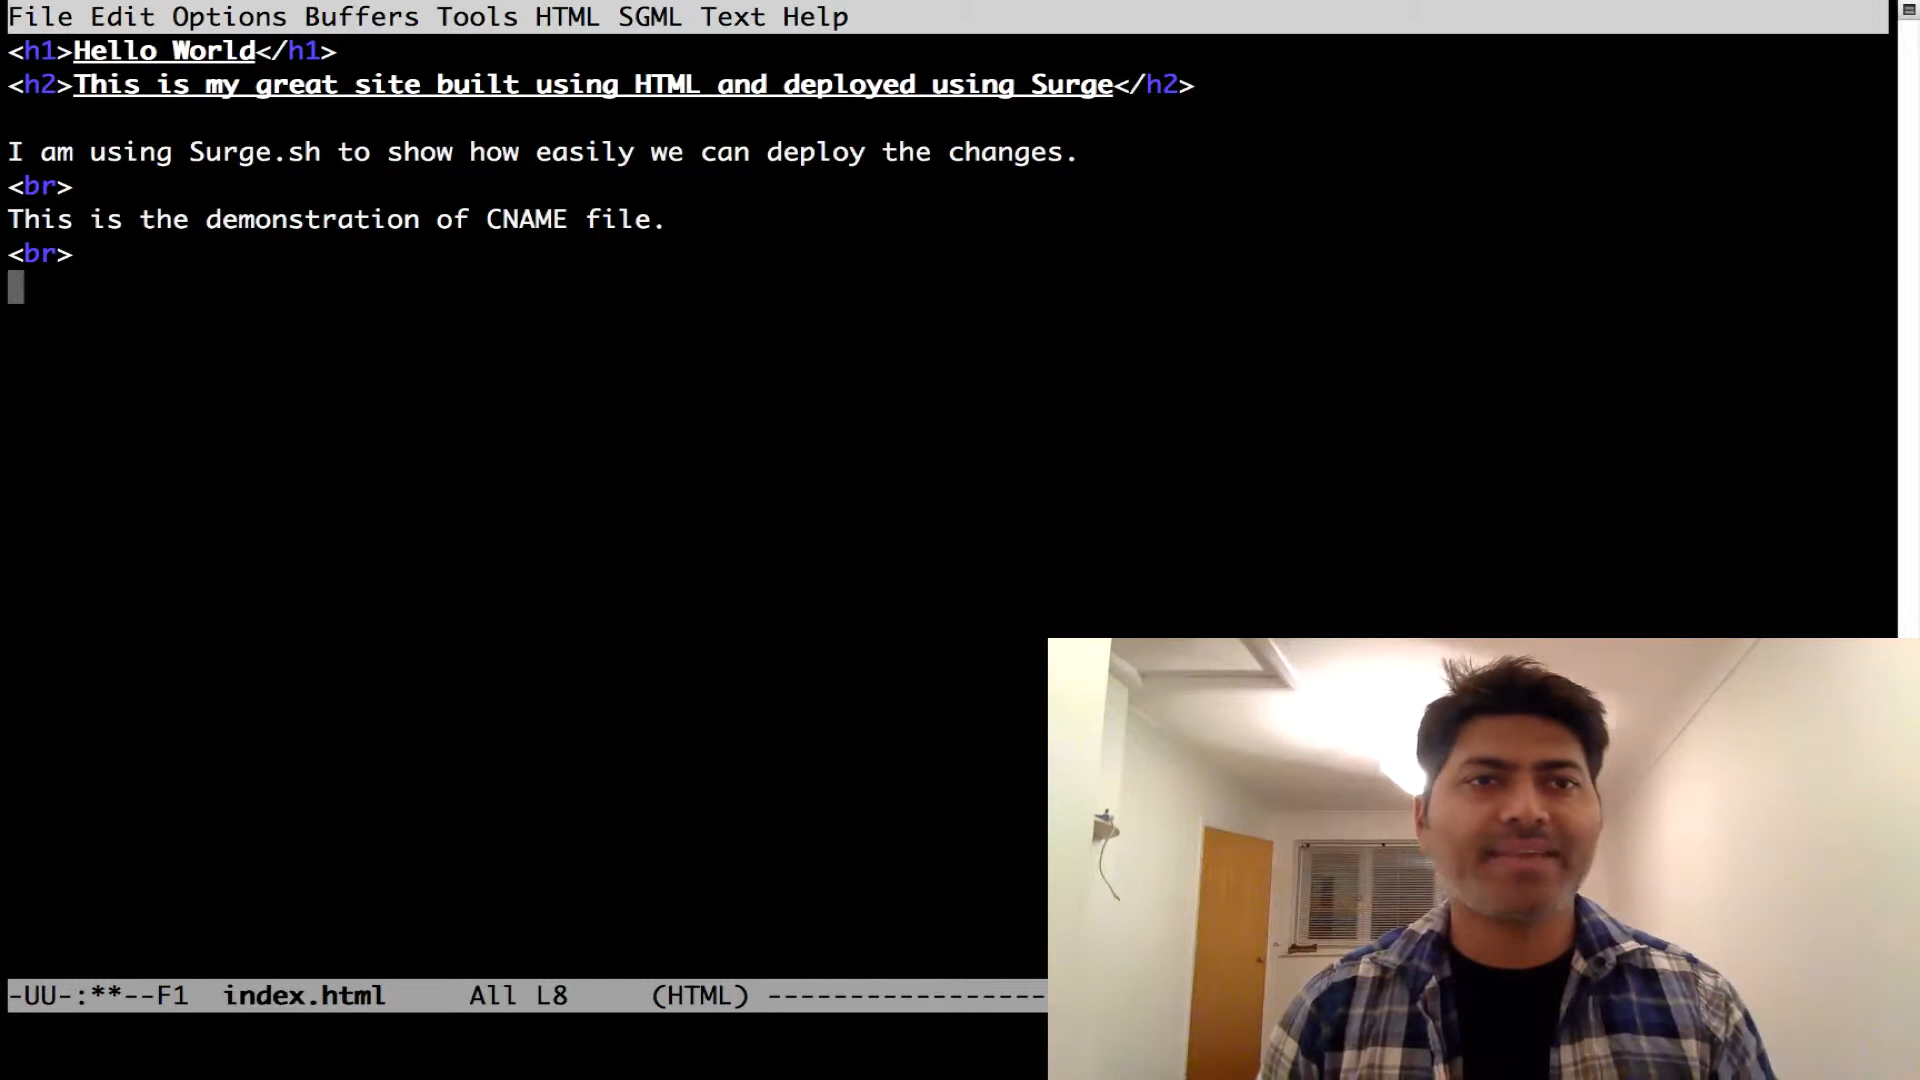 File Edit Options Buffers Tools HTML SGML Text Help
<h1>Hello World</h1>
<h2>This is my great site built using HTML and deployed using Surge</h2>
I am using Surge.sh to show how easily we can deploy the changes.
<br>
This is the demonstration of CNAME file.
<br>
-UU-:**--F1  index.html     All L8     (HTML) -----------------